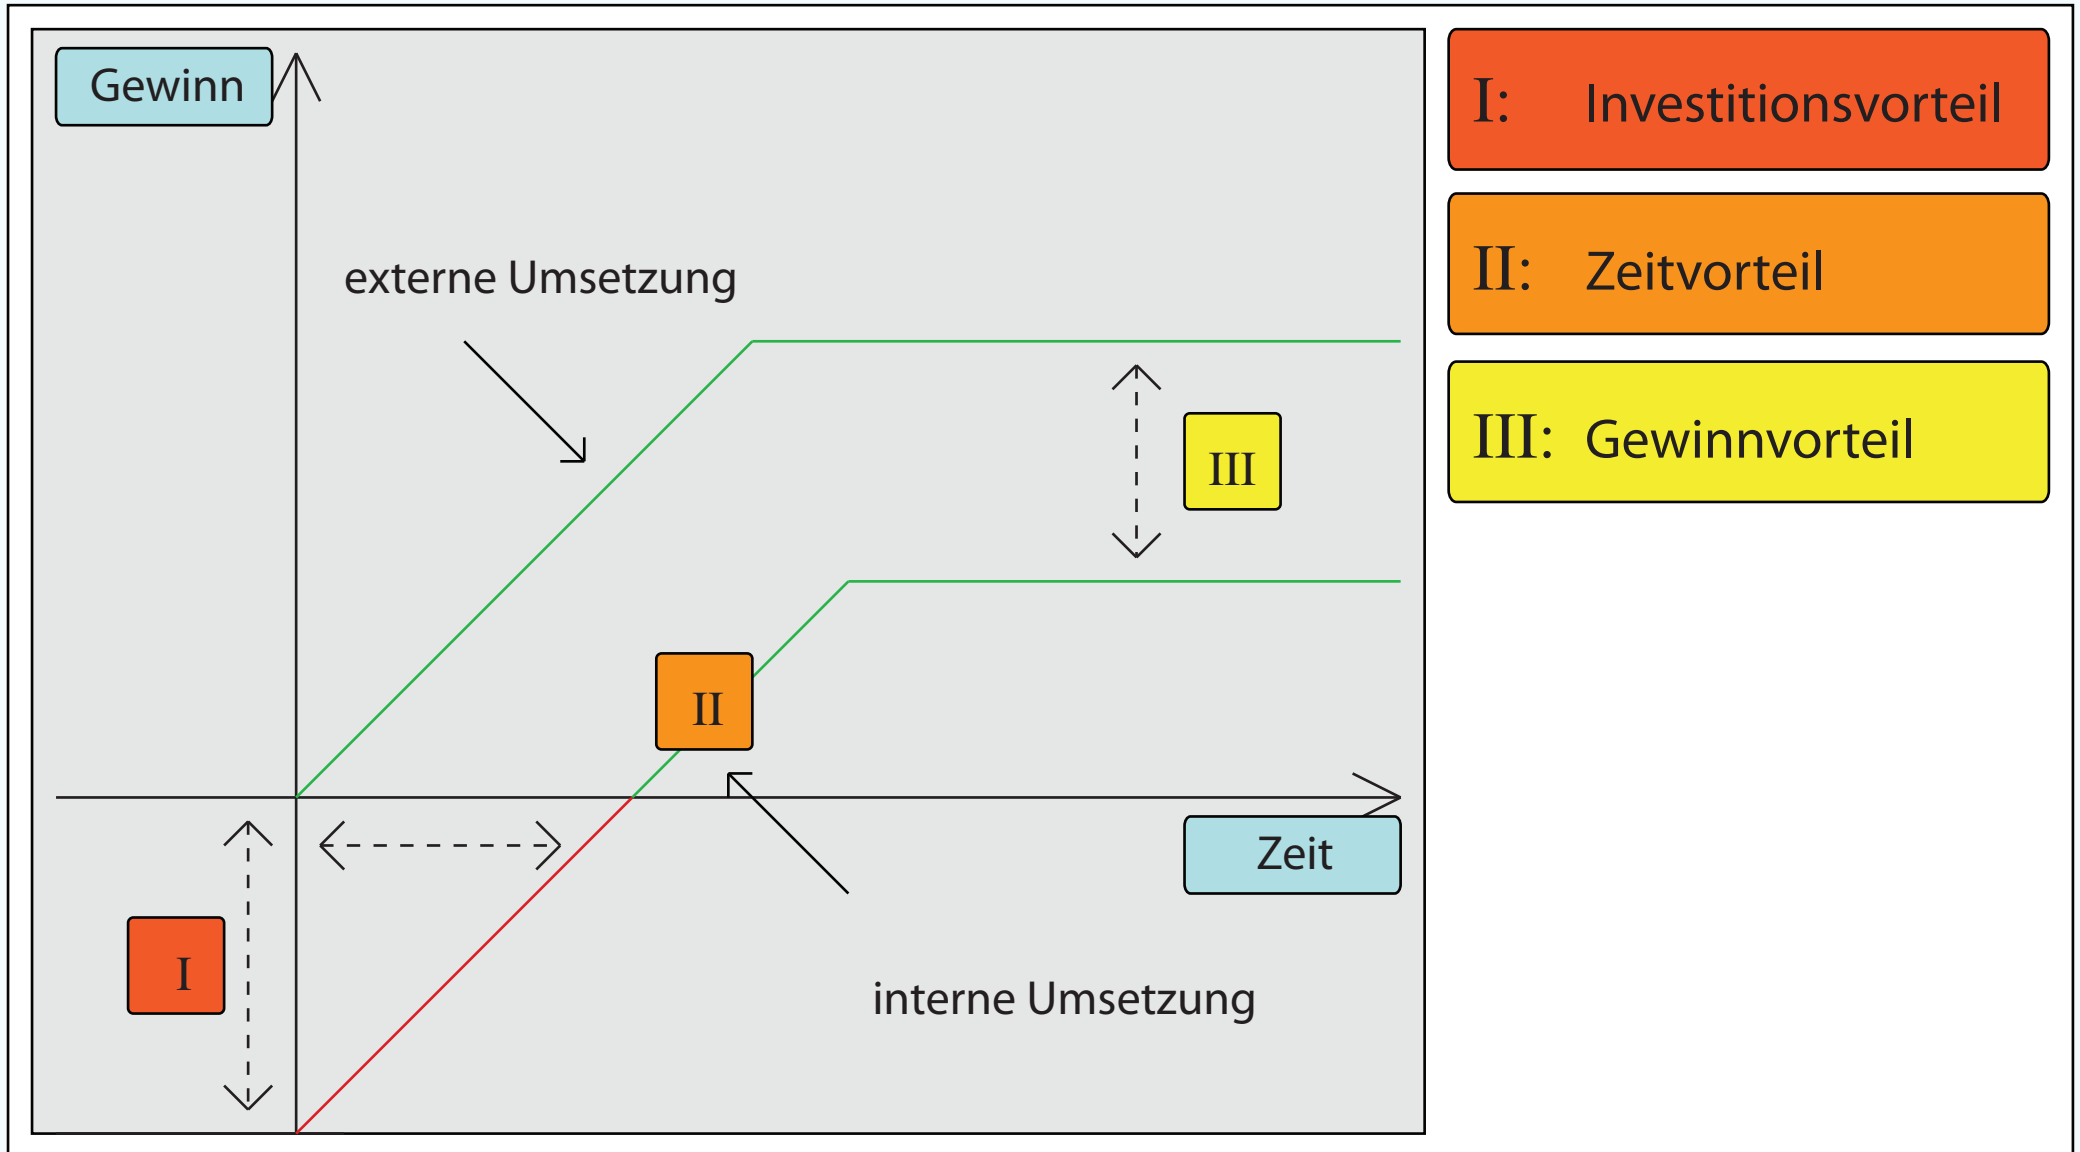 Gewinn
externe Umsetzung
III
II
Zeit
I
interne Umsetzung
I: Investitionsvorteil
II: Zeitvorteil
III: Gewinnvorteil